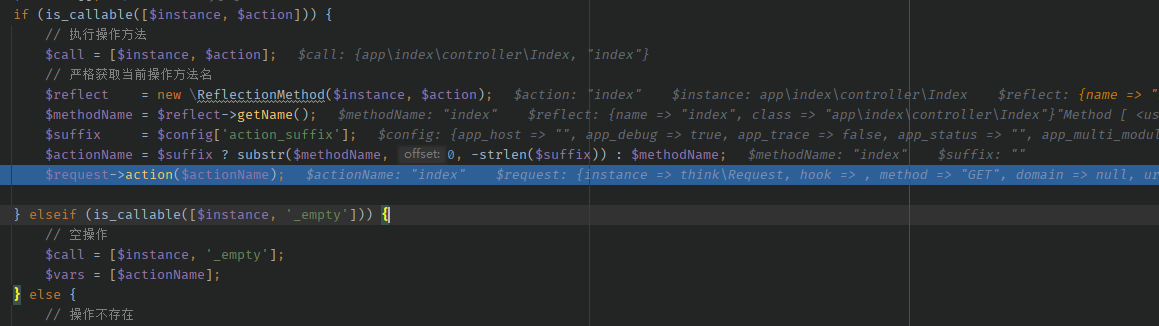 if (is_callable([$instance, $action])) {
// 执行操作方法
$call = [$instance, $action]; $call: {app\index\controller\Index, "index"}
// 严格获取当前操作方法名
$reflect = new \ReflectionMethod($instance, $action); $action: "index" $instance: app\index\controller\Index $reflect: {name => "
$methodName = $reflect->getName(); $methodName: "index" $reflect: {name => "index", class => "app\index\controller\Index"}"Method [ <us
$suffix = $config['action_suffix']; $config: {app_host => "", app_debug => true, app_trace => false, app_status => "", app_multi_modul
$actionName = $suffix ? substr($methodName, offset: 0, -strlen($suffix)) : $methodName; $methodName: "index" $suffix: ""
$request->action($actionName); $actionName: "index" $request: {instance => think\Request, hook => , method => "GET", domain => null, ur
} elseif (is_callable([$instance, '_empty'])) {
// 空操作
$call = [$instance, '_empty'];
$vars = [$actionName];
} else {
// 操作不存在